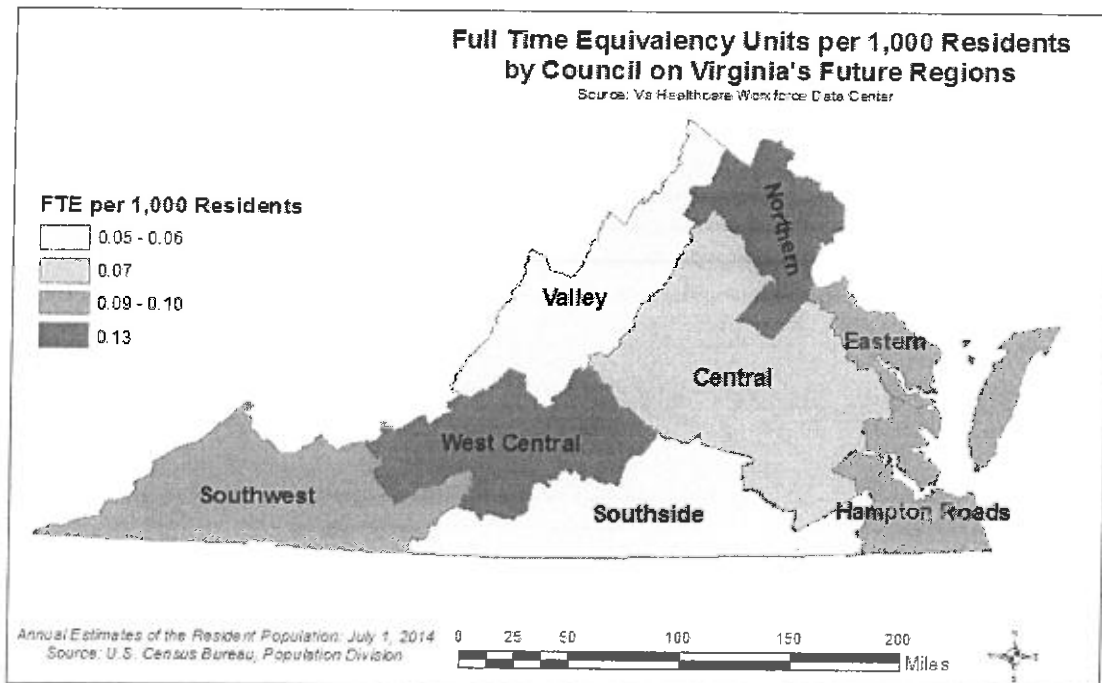 Full Time Equivalency Units per 1,000 Residents
by Council on Virginia's Future Regions
Source: Va Healthcare Workforce Data Center
FTE per 1,000 Residents
0.05 - 0.06
0.07
0.09 - 0.10
0.13
Northern
Valley
Eastern
Central
West Central
Southwest
Southside
Hampton Roads
Annual Estimates of the Resident Population: July 1, 2014
Source: U.S. Census Bureau, Population Division
0 25 50 100 150 200
Miles